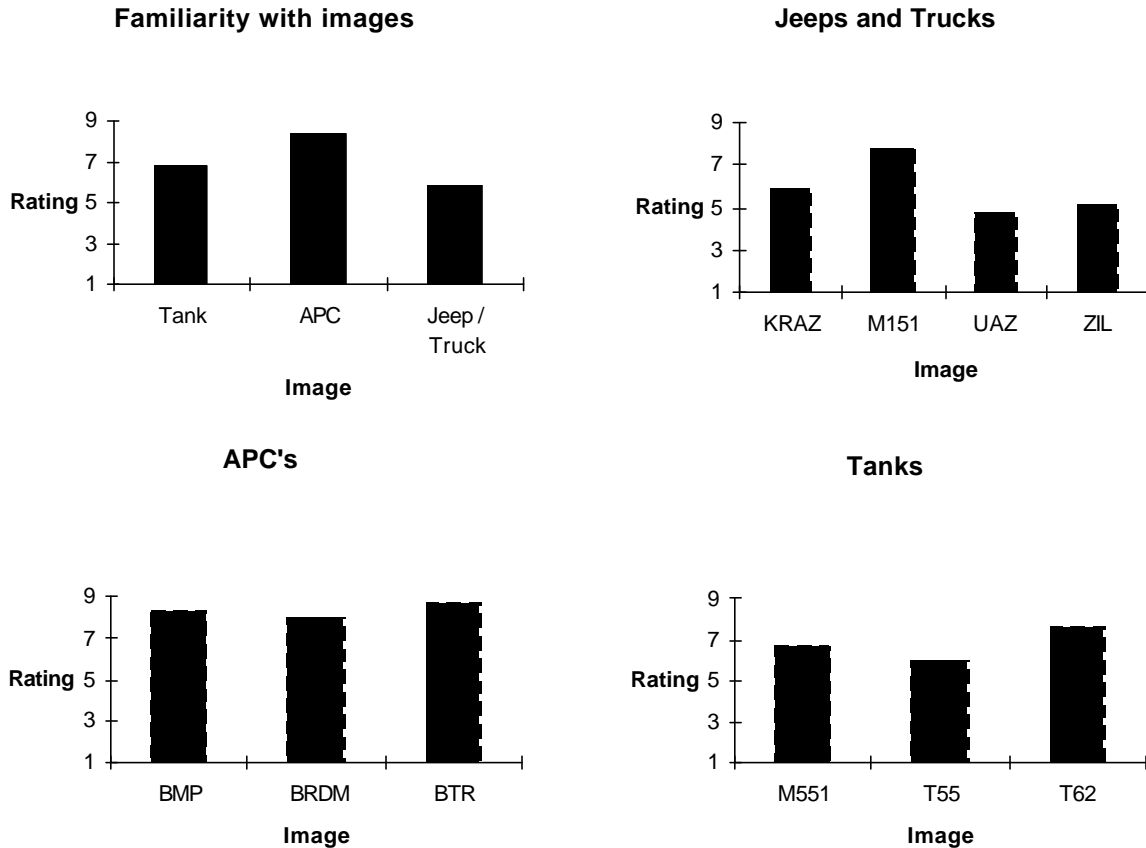 Familiarity with images
9
7
Rating 5
3
1
Tank APC Jeep /
Truck
Image
Jeeps and Trucks
9
7
Rating 5
3
1
KRAZ M151 UAZ ZIL
Image
APC's
9
7
Rating 5
3
1
BMP BRDM BTR
Image
Tanks
9
7
Rating 5
3
1
M551 T55 T62
Image